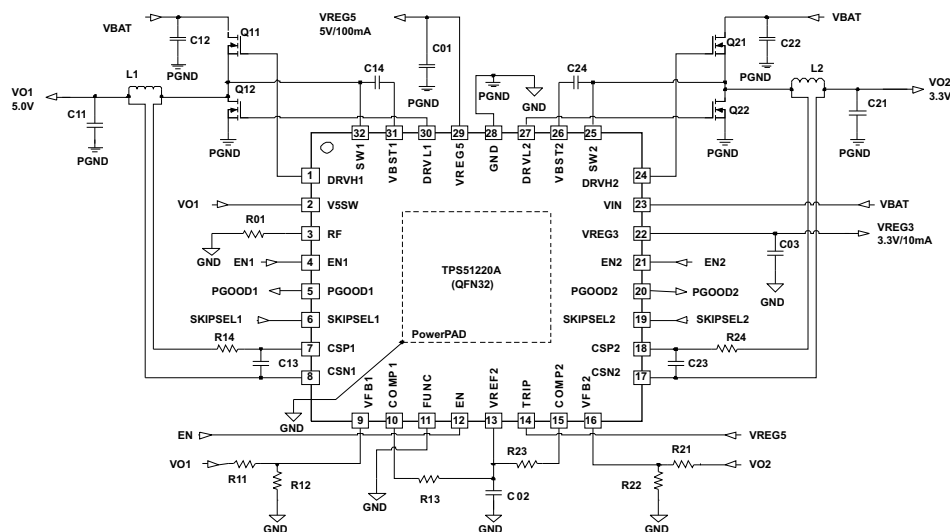 VBAT
C12
PGND
Q11
VREG5
5V/100mA
C01
PGND
PGND
GND
Q21
VBAT
C22
PGND
L1
VO1
5.0V
C11
PGND
Q12
PGND
C14
C24
Q22
PGND
L2
VO2
3.3V
C21
PGND
32 31 30 29 28 27 26 25
SW1
VBST1
DRVL1
VREG5
GND
DRVL2
VBST2
SW2
1 DRVH1
DRVH2 24
VO1 2 V5SW
VIN 23 VBAT
R01
GND
3 RF
VREG3 22
VREG3
3.3V/10mA
C03
GND
EN1 4 EN1
EN2 21 EN2
PGOOD1 5 PGOOD1
PGOOD2 20 PGOOD2
SKIPSEL1 6 SKIPSEL1
SKIPSEL2 19 SKIPSEL2
TPS51220A
(QFN32)
PowerPAD
R14
7 CSP1
CSP2 18
R24
C13
C23
8 CSN1
CSN2 17
VFB1
COMP1
FUNC
EN
VREF2
TRIP
COMP2
VFB2
GND
9 10 11 12 13 14 15 16
EN
VREG5
VO1
R11
R12
GND
GND
R13
R23
C02
GND
R21
R22
VO2
GND